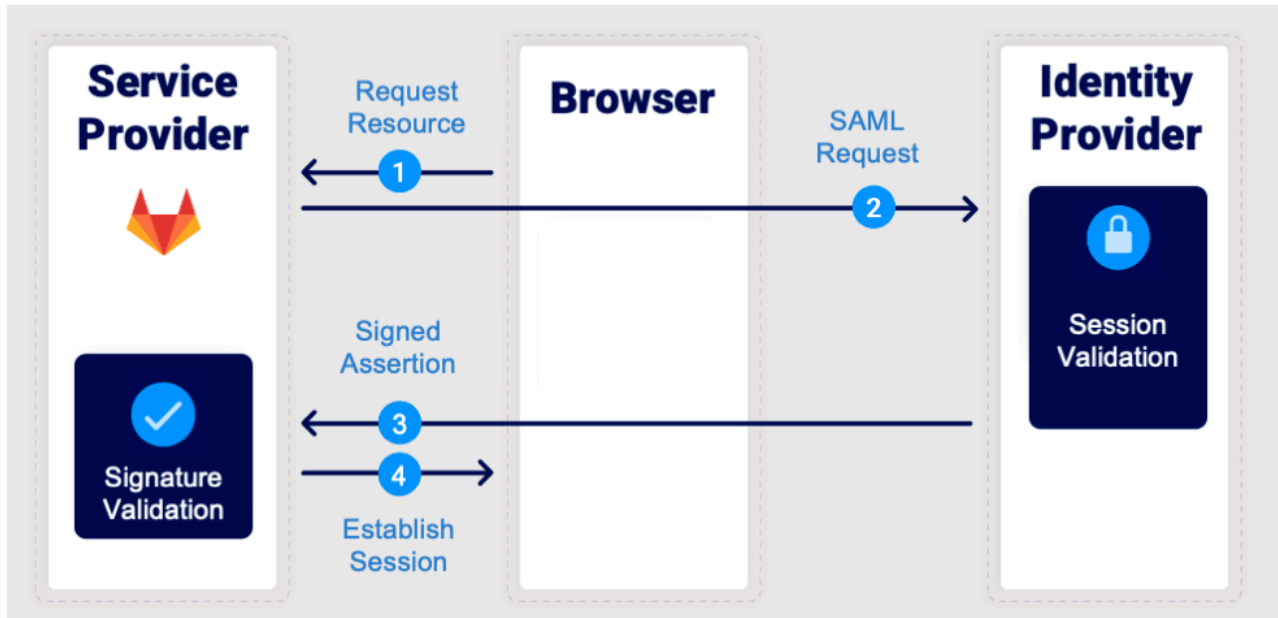 Service
Provider
Request
Resource
1
Browser
SAML
Request
2
Identity
Provider
Session
Validation
Signed
Assertion
3
4
Establish
Session
Signature
Validation